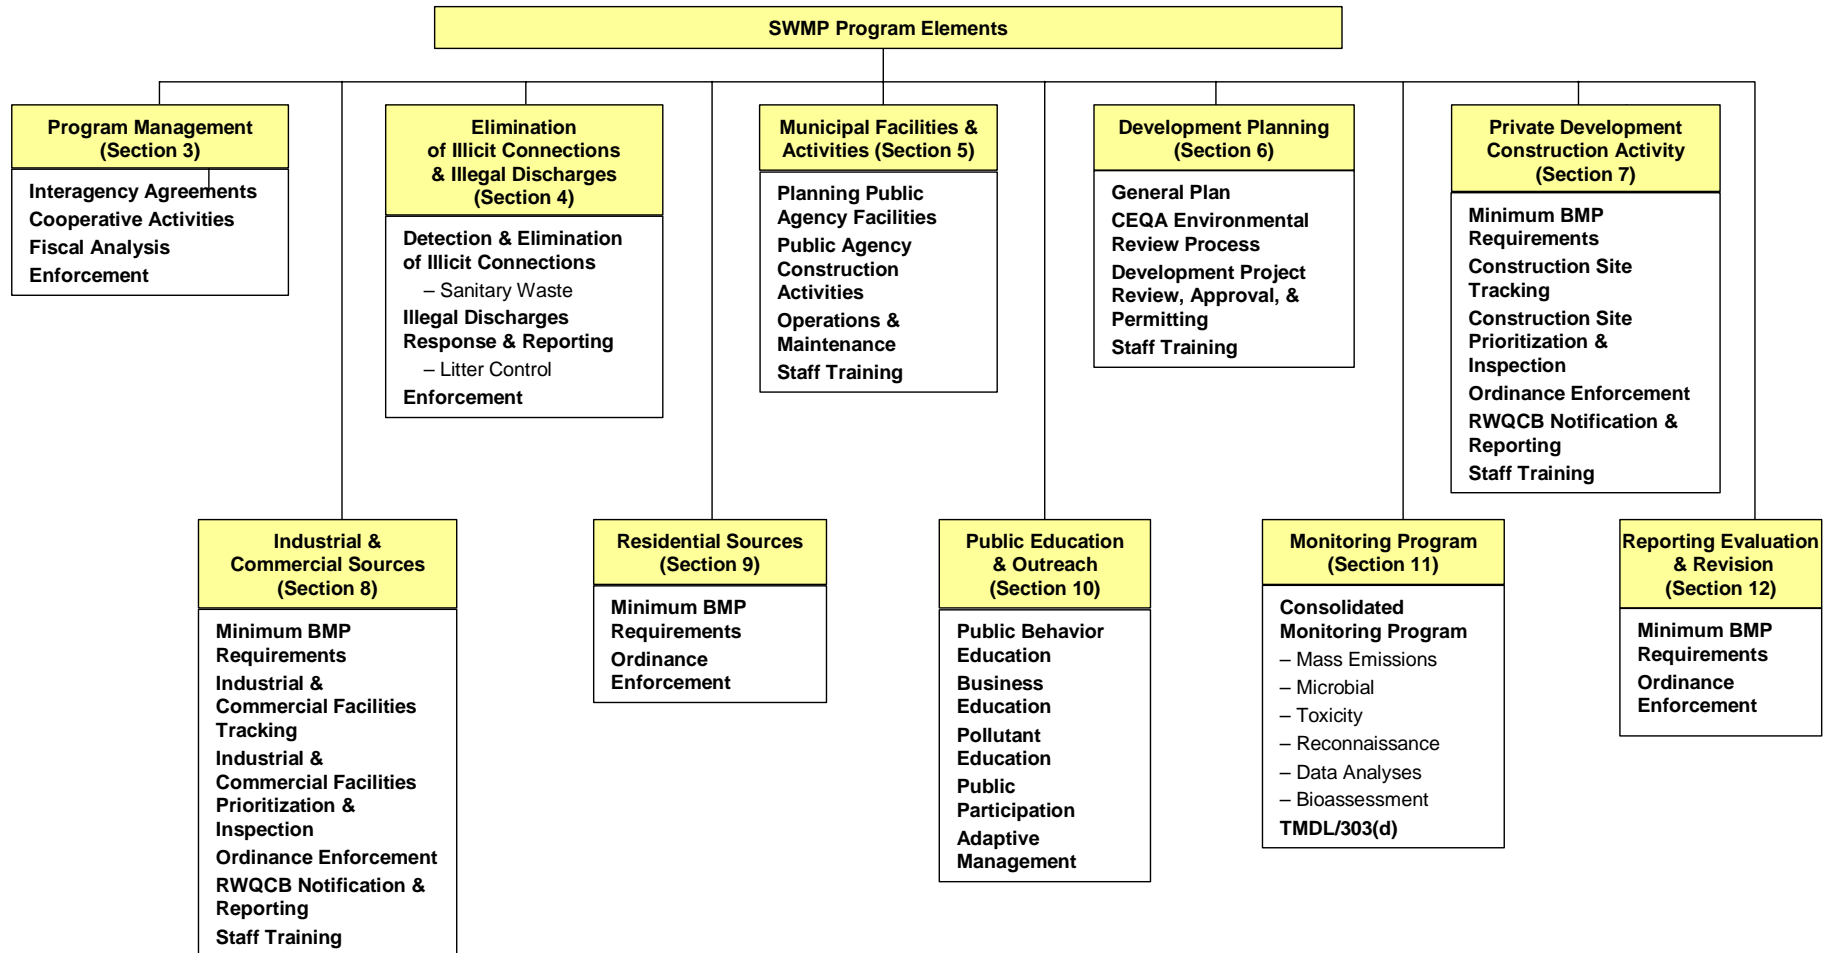 SWMP Program Elements
Program Management
(Section 3)
Interagency Agreements
Cooperative Activities
Fiscal Analysis
Enforcement
Elimination
of Illicit Connections
& Illegal Discharges
(Section 4)
Detection & Elimination
of Illicit Connections
– Sanitary Waste
Illegal Discharges
Response & Reporting
– Litter Control
Enforcement
Municipal Facilities &
Activities (Section 5)
Planning Public
Agency Facilities
Public Agency
Construction
Activities
Operations &
Maintenance
Staff Training
Development Planning
(Section 6)
General Plan
CEQA Environmental
Review Process
Development Project
Review, Approval, &
Permitting
Staff Training
Private Development
Construction Activity
(Section 7)
Minimum BMP
Requirements
Construction Site
Tracking
Construction Site
Prioritization &
Inspection
Ordinance Enforcement
RWQCB Notification &
Reporting
Staff Training
Industrial &
Commercial Sources
(Section 8)
Minimum BMP
Requirements
Industrial &
Commercial Facilities
Tracking
Industrial &
Commercial Facilities
Prioritization &
Inspection
Ordinance Enforcement
RWQCB Notification &
Reporting
Staff Training
Residential Sources
(Section 9)
Minimum BMP
Requirements
Ordinance
Enforcement
Public Education
& Outreach
(Section 10)
Public Behavior
Education
Business
Education
Pollutant
Education
Public
Participation
Adaptive
Management
Monitoring Program
(Section 11)
Consolidated
Monitoring Program
– Mass Emissions
– Microbial
– Toxicity
– Reconnaissance
– Data Analyses
– Bioassessment
TMDL/303(d)
Reporting Evaluation
& Revision
(Section 12)
Minimum BMP
Requirements
Ordinance
Enforcement